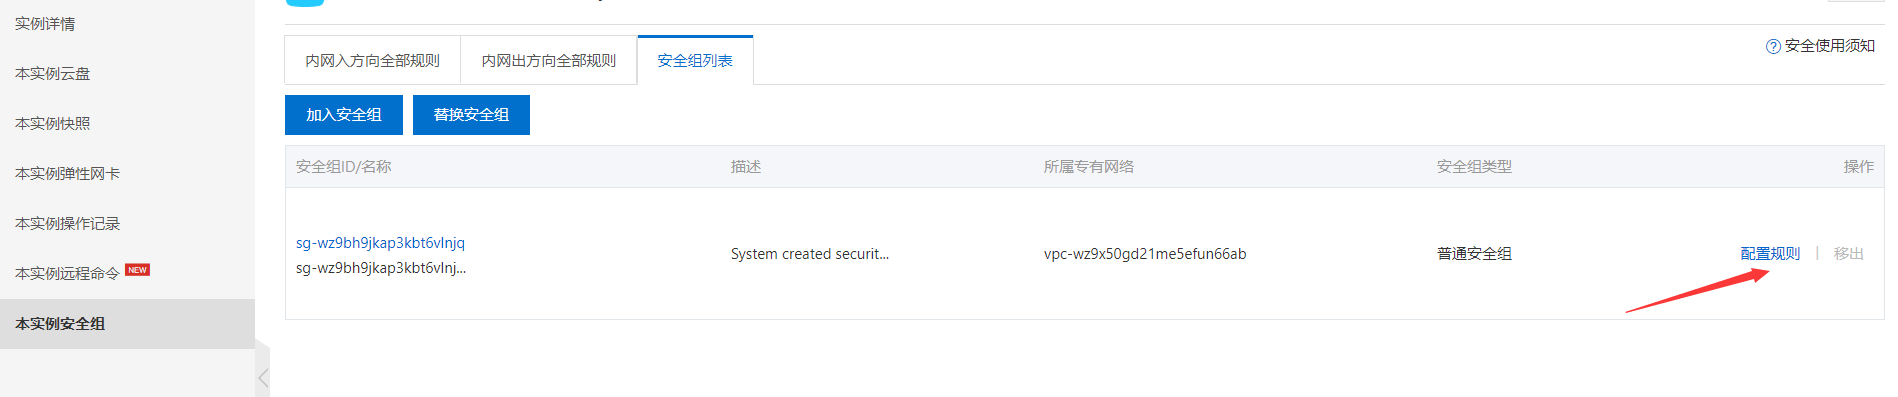 实例详情
本实例云盘
本实例快照
本实例弹性网卡
本实例操作记录
本实例远程命令 NEW
本实例安全组
内网入方向全部规则 内网出方向全部规则 安全组列表
安全使用须知
加入安全组 替换安全组
安全组ID/名称 描述 所属专有网络 安全组类型 操作
sg-wz9bh9jkap3kbt6vlnjq
sg-wz9bh9jkap3kbt6vlnj...
System created securit... vpc-wz9x50gd21me5efun66ab 普通安全组 配置规则 | 移出